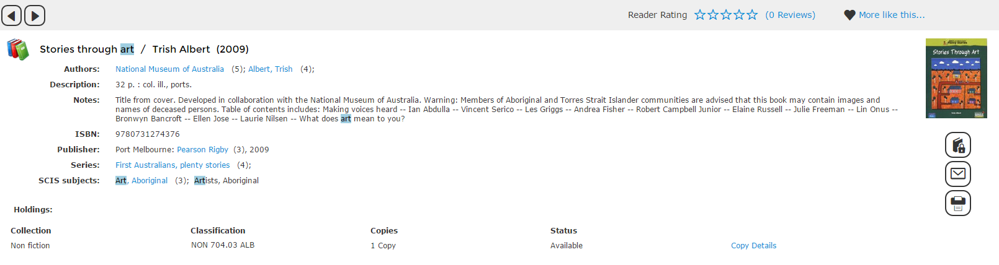 Reader Rating (0 Reviews) More like this...
Stories through art / Trish Albert (2009)
Stories Through Art
Authors: National Museum of Australia (5); Albert, Trish (4);
Description: 32 p. : col. ill., ports.
Notes: Title from cover. Developed in collaboration with the National Museum of Australia. Warning: Members of Aboriginal and Torres Strait Islander communities are advised that this book may contain images and
names of deceased persons. Table of contents includes: Making voices heard -- Ian Abdulla -- Vincent Serico -- Les Griggs -- Andrea Fisher -- Robert Campbell Junior -- Elaine Russell -- Julie Freeman -- Lin Onus --
Bronwyn Bancroft -- Ellen Jose -- Laurie Nilsen -- What does art mean to you?
ISBN: 9780731274376
Publisher: Port Melbourne: Pearson Rigby (3), 2009
Series: First Australians, plenty stories (4);
SCIS subjects: Art, Aboriginal (3); Artists, Aboriginal
Holdings:
Collection Classification Copies Status
Non fiction NON 704.03 ALB 1 Copy Available Copy Details